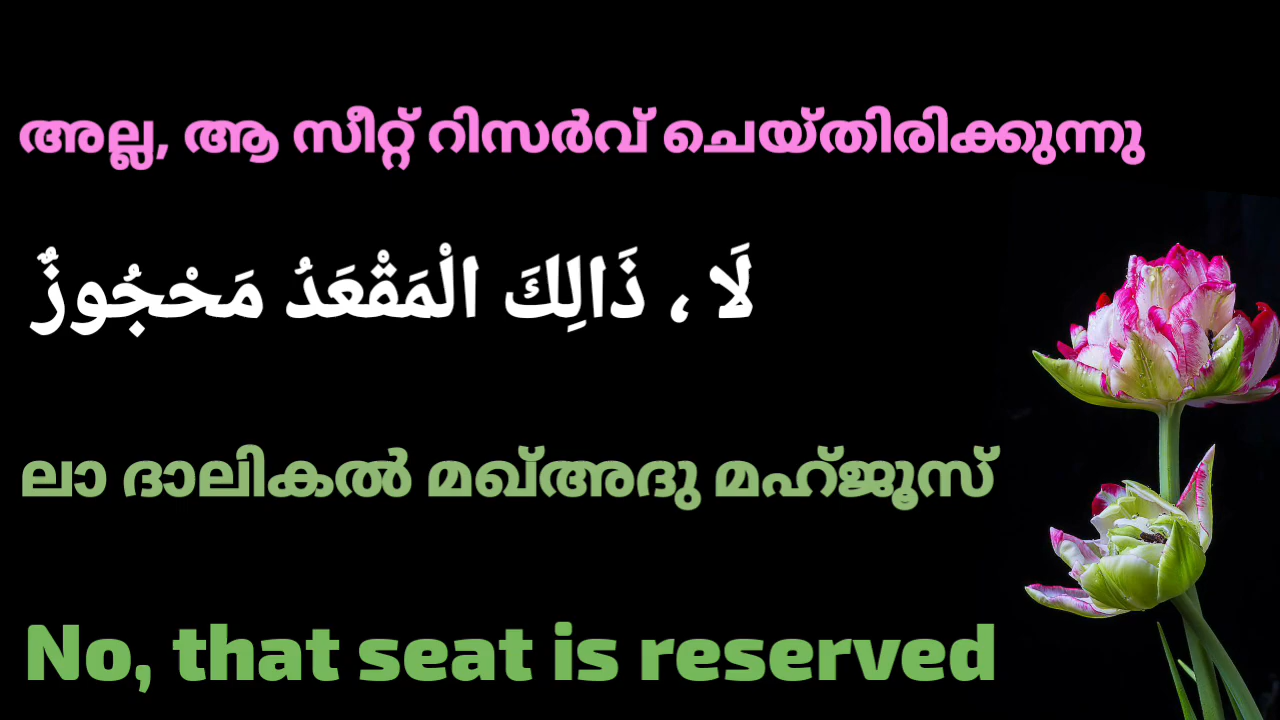 അല്ല, ആ സീറ്റ് റിസർവ് ചെയ്തിരിക്കുന്നു
لَا ، ذَالِكَ الْمَقْعَدُ مَحْجُوزٌ
ലാ ദാലികൽ മഖ്അദു മഹ്ജൂസ്
No, that seat is reserved